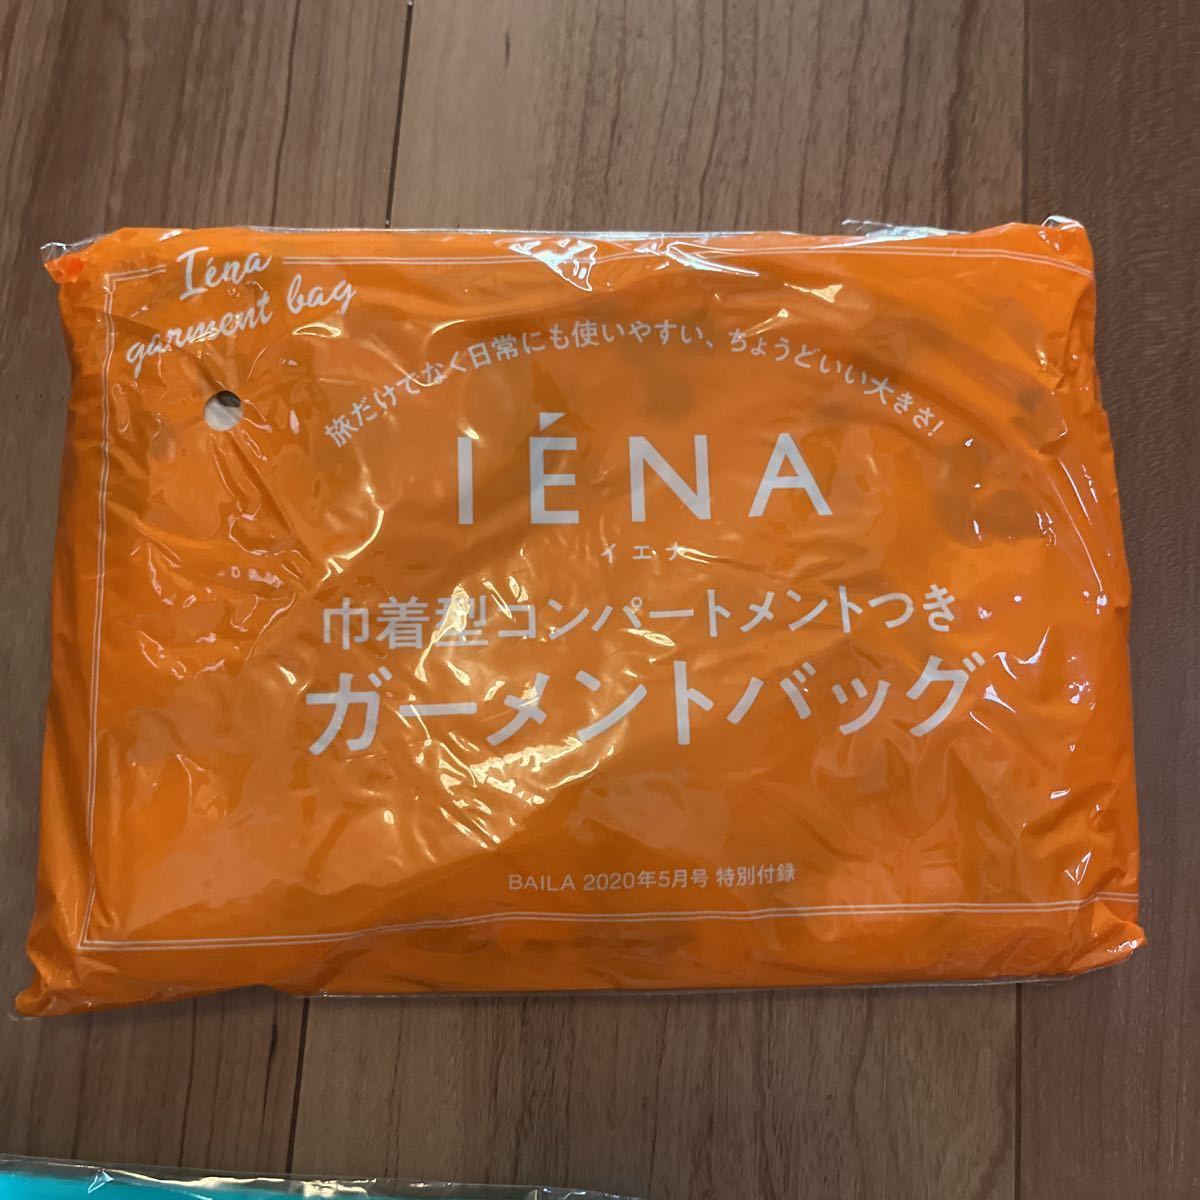 Iéna
garment bag
旅だけでなく日常にも使いやすい、ちょうどいい大きさ!
IÉNA
イエナ
巾着型コンパートメントつき
ガーメントバッグ
BAILA 2020年5月号 特別付録